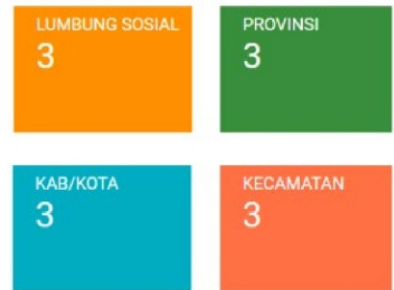 LUMBUNG SOSIAL
3
PROVINSI
3
KAB/KOTA
3
KECAMATAN
3